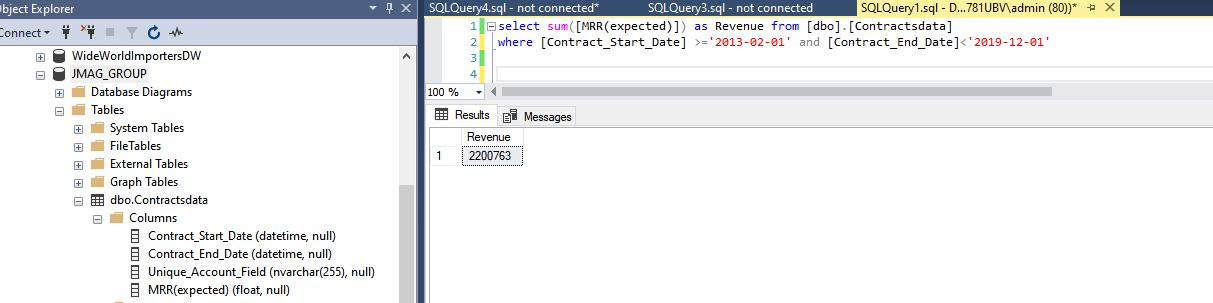 Object Explorer
Connect
WideWorldImportersDW
JMAG_GROUP
Database Diagrams
Tables
System Tables
FileTables
External Tables
Graph Tables
dbo.Contractsdata
Columns
Contract_Start_Date (datetime, null)
Contract_End_Date (datetime, null)
Unique_Account_Field (nvarchar(255), null)
MRR(expected) (float, null)
SQLQuery4.sql - not connected* SQLQuery3.sql - not connected SQLQuery1.sql - D...781UBV\admin (80))*
1 select sum([MRR(expected)]) as Revenue from [dbo].[Contractsdata]
2 where [Contract_Start_Date] >='2013-02-01' and [Contract_End_Date]<'2019-12-01'
3
4
100 %
Results Messages
Revenue
1 2200763